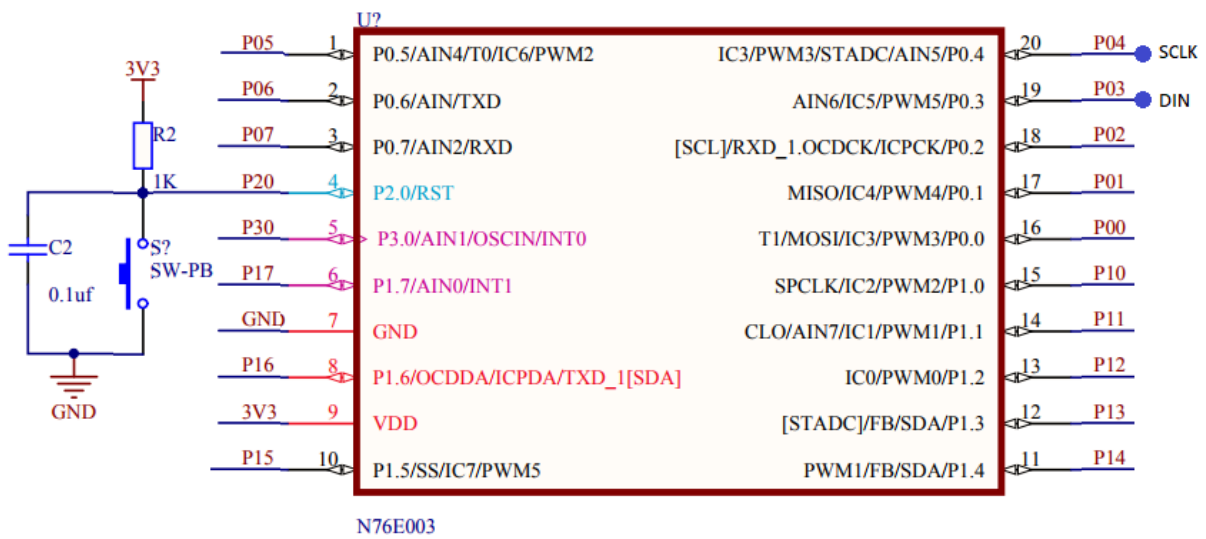 U?
P05 1 P0.5/AIN4/T0/IC6/PWM2 IC3/PWM3/STADC/AIN5/P0.4 20 P04 SCLK
3V3
P06 2 P0.6/AIN/TXD AIN6/IC5/PWM5/P0.3 19 P03 DIN
R2
P07 3 P0.7/AIN2/RXD [SCL]/RXD_1.OCDCK/ICPCK/P0.2 18 P02
1K
P20 4 P2.0/RST MISO/IC4/PWM4/P0.1 17 P01
P30 5 P3.0/AIN1/OSCIN/INT0 T1/MOSI/IC3/PWM3/P0.0 16 P00
C2
S?
SW-PB
0.1uf
P17 6 P1.7/AIN0/INT1 SPCLK/IC2/PWM2/P1.0 15 P10
GND 7 GND CLO/AIN7/IC1/PWM1/P1.1 14 P11
P16 8 P1.6/OCDDA/ICPDA/TXD_1[SDA] IC0/PWM0/P1.2 13 P12
GND
3V3 9 VDD [STADC]/FB/SDA/P1.3 12 P13
P15 10 P1.5/SS/IC7/PWM5 PWM1/FB/SDA/P1.4 11 P14
N76E003